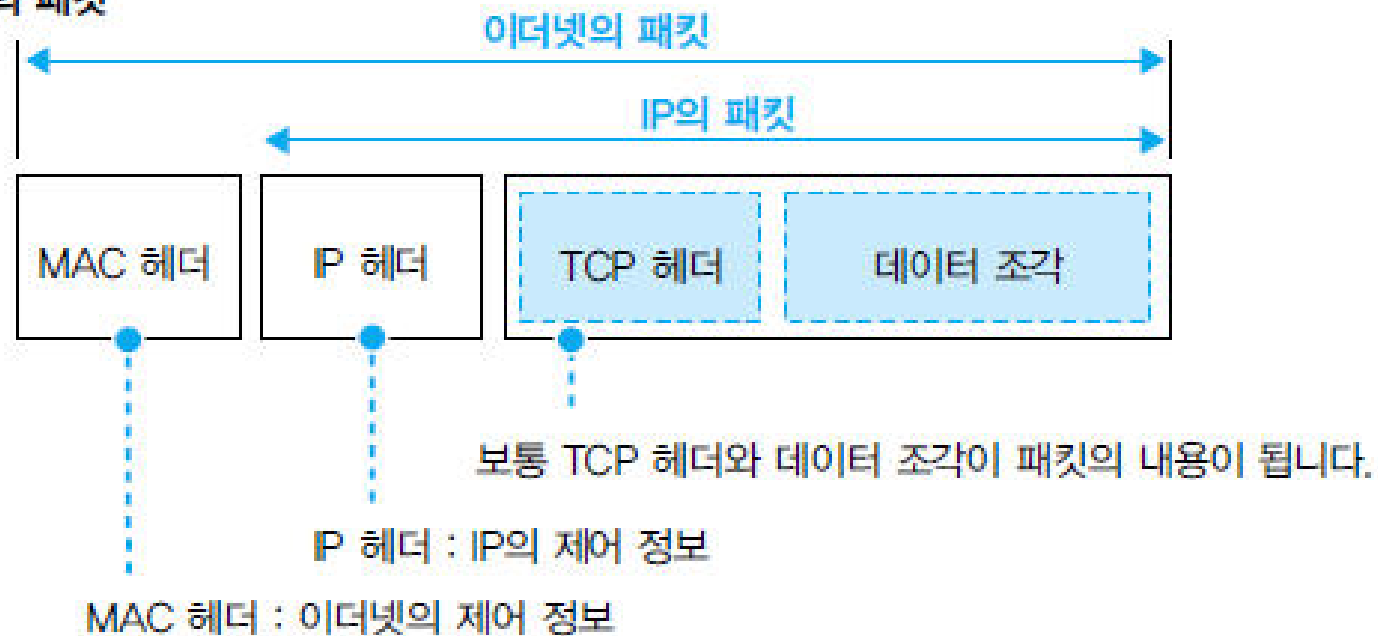 패킷
이더넷의 패킷
IP의 패킷
MAC 헤더
IP 헤더
TCP 헤더
데이터 조각
보통 TCP 헤더와 데이터 조각이 패킷의 내용이 됩니다.
IP 헤더 : IP의 제어 정보
MAC 헤더 : 이더넷의 제어 정보